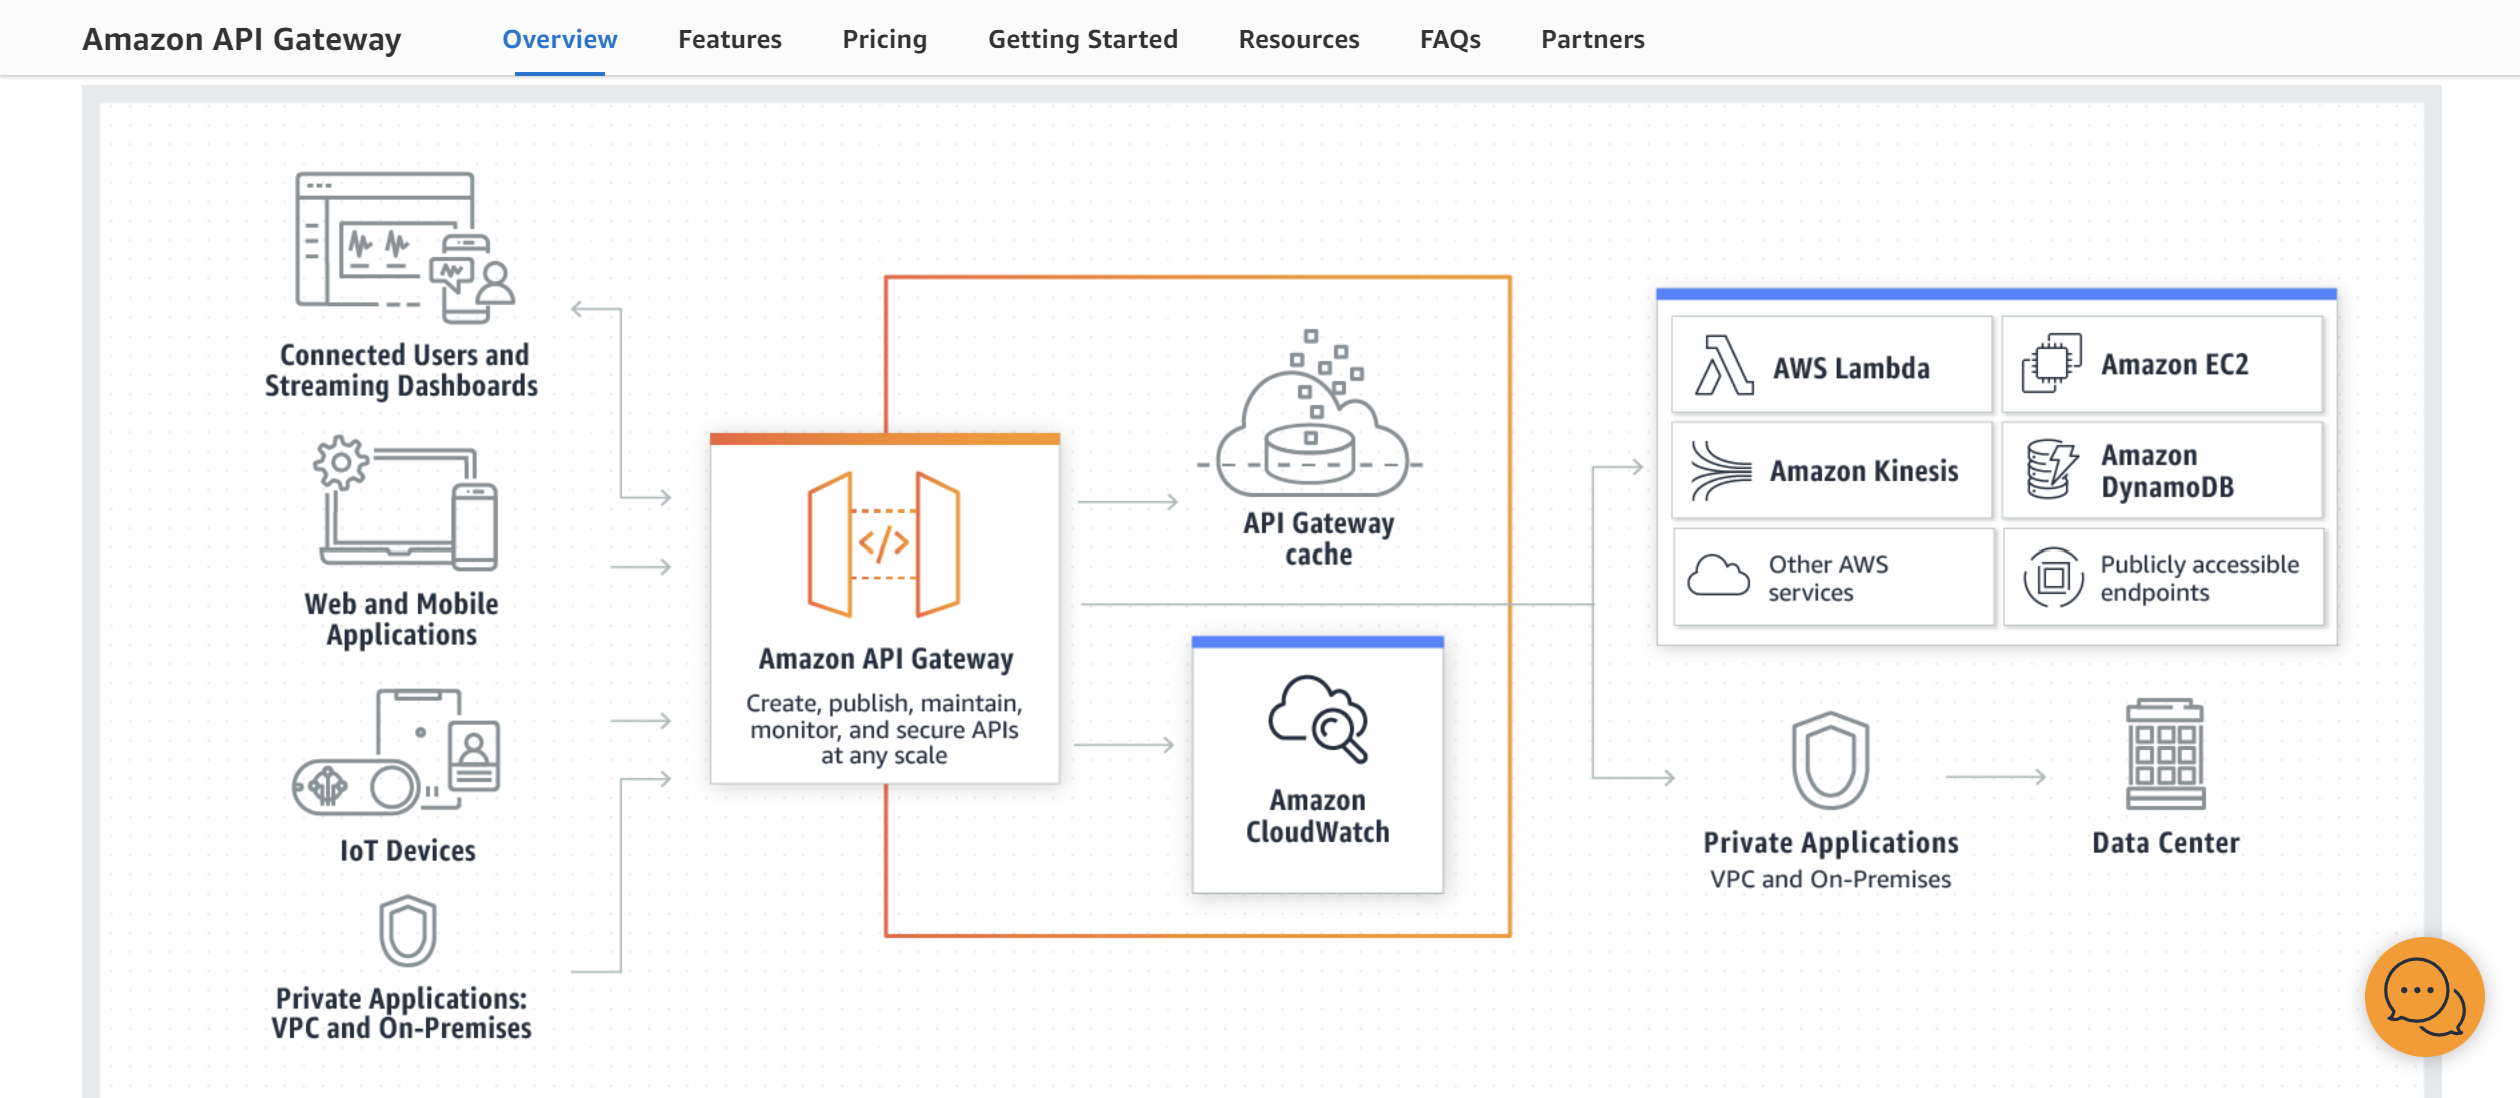 Amazon API Gateway
Overview
Features
Pricing
Getting Started
Resources
FAQs
Partners
Connected Users and
Streaming Dashboards
Web and Mobile
Applications
IoT Devices
Private Applications:
VPC and On-Premises
</>
Amazon API Gateway
Create, publish, maintain,
monitor, and secure APIs
at any scale
API Gateway
cache
Amazon
CloudWatch
AWS Lambda
Amazon EC2
Amazon Kinesis
Amazon
DynamoDB
Other AWS
services
Publicly accessible
endpoints
Private Applications
VPC and On-Premises
Data Center